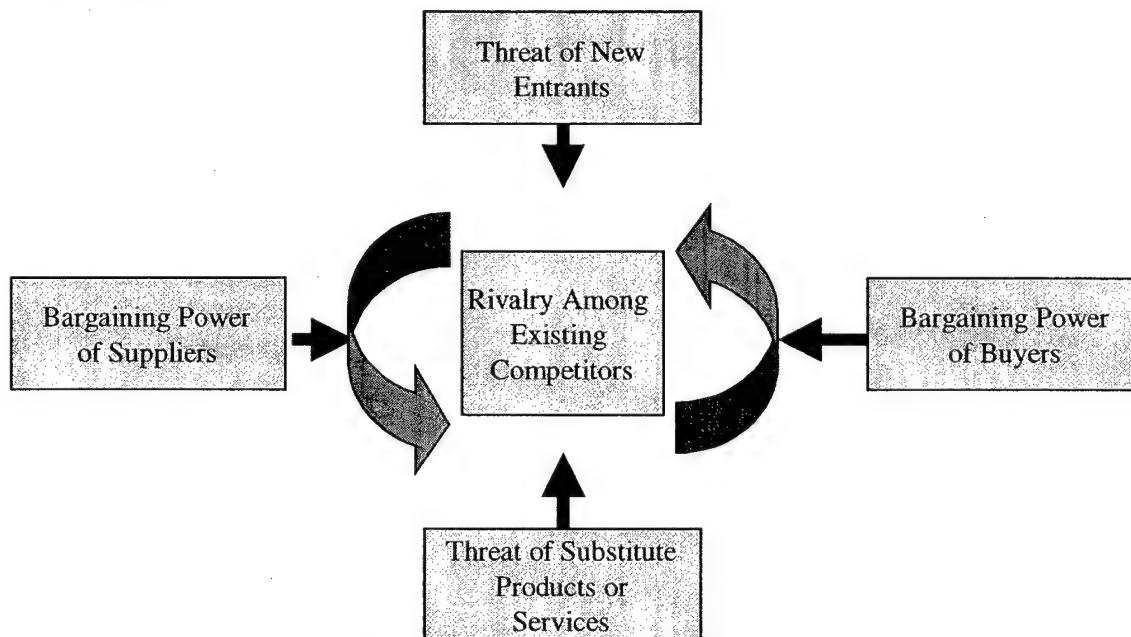 Threat of New
Entrants
Bargaining Power
of Suppliers
Rivalry Among
Existing
Competitors
Bargaining Power
of Buyers
Threat of Substitute
Products or
Services